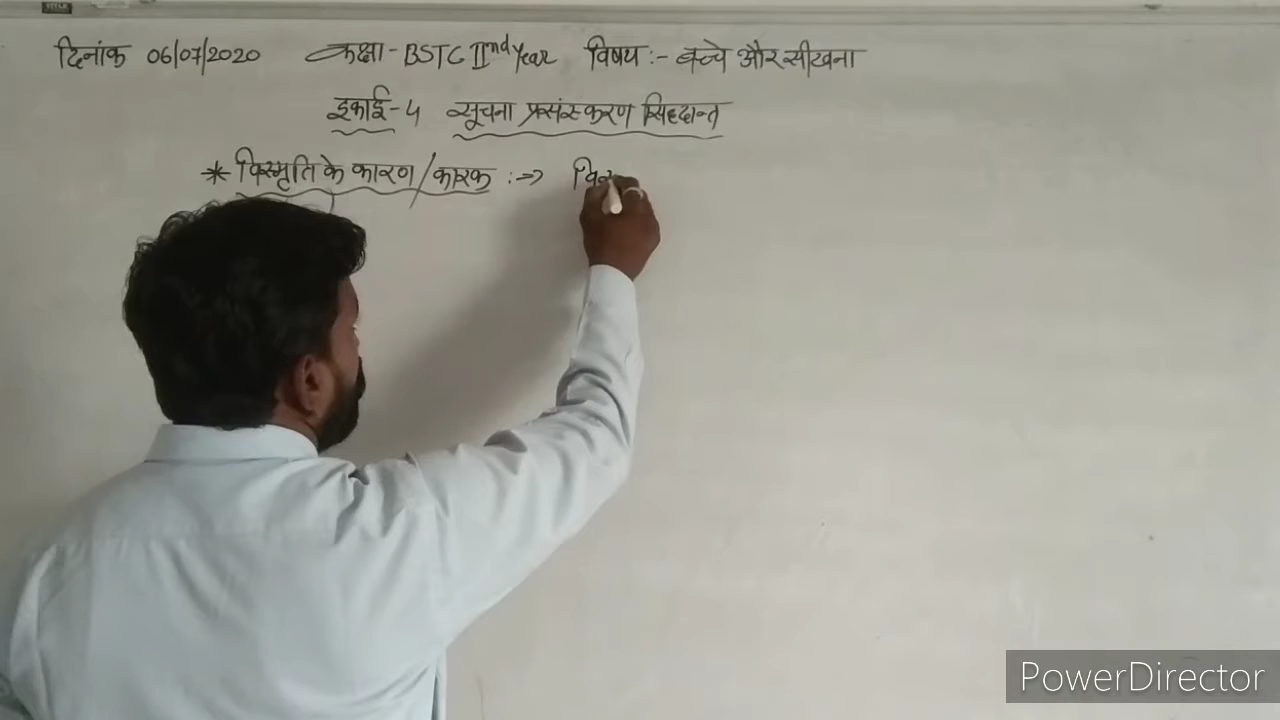 दिनांक 06/07/2020 कक्षा - BSTC IInd Year विषय :- बच्चे और सीखना
इकाई - 4 सूचना प्रसंस्करण सिद्धान्त
* विस्मृति के कारण / कारक :=>
PowerDirector